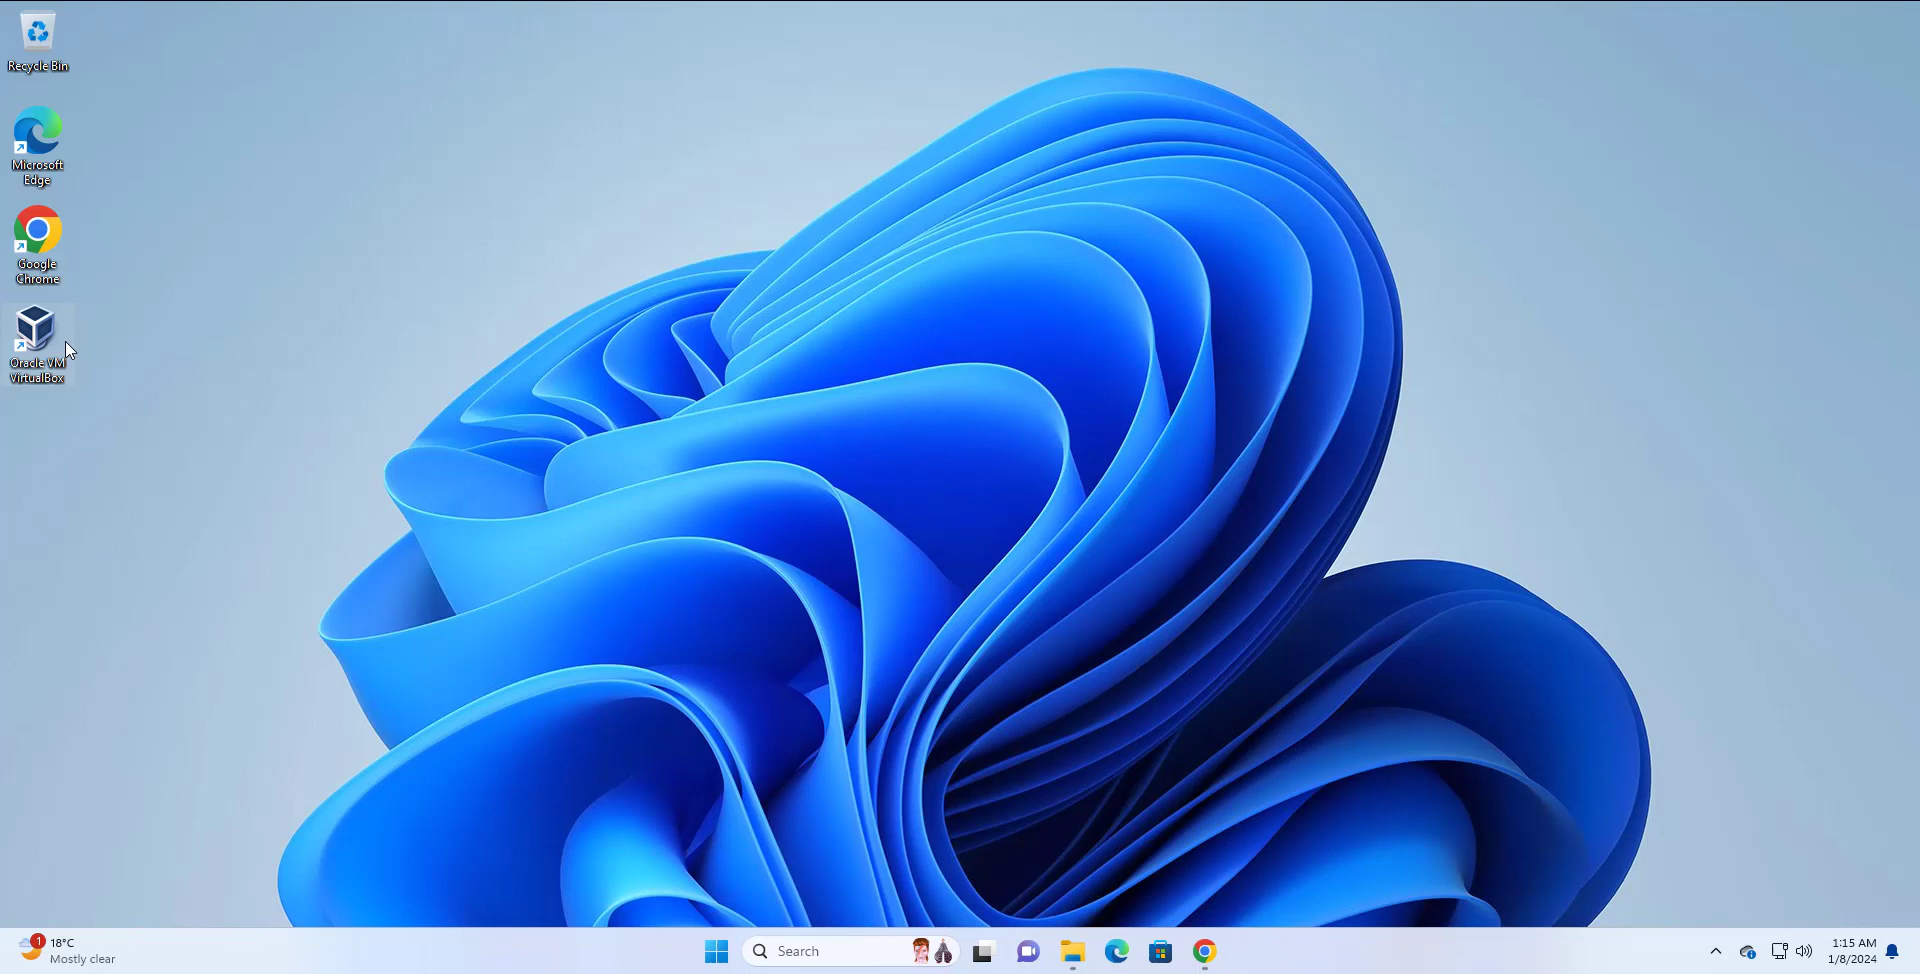 Recycle Bin
Microsoft
Edge
Google
Chrome
Oracle VM
VirtualBox
1
18°C
Mostly clear
Search
1:15 AM
1/8/2024